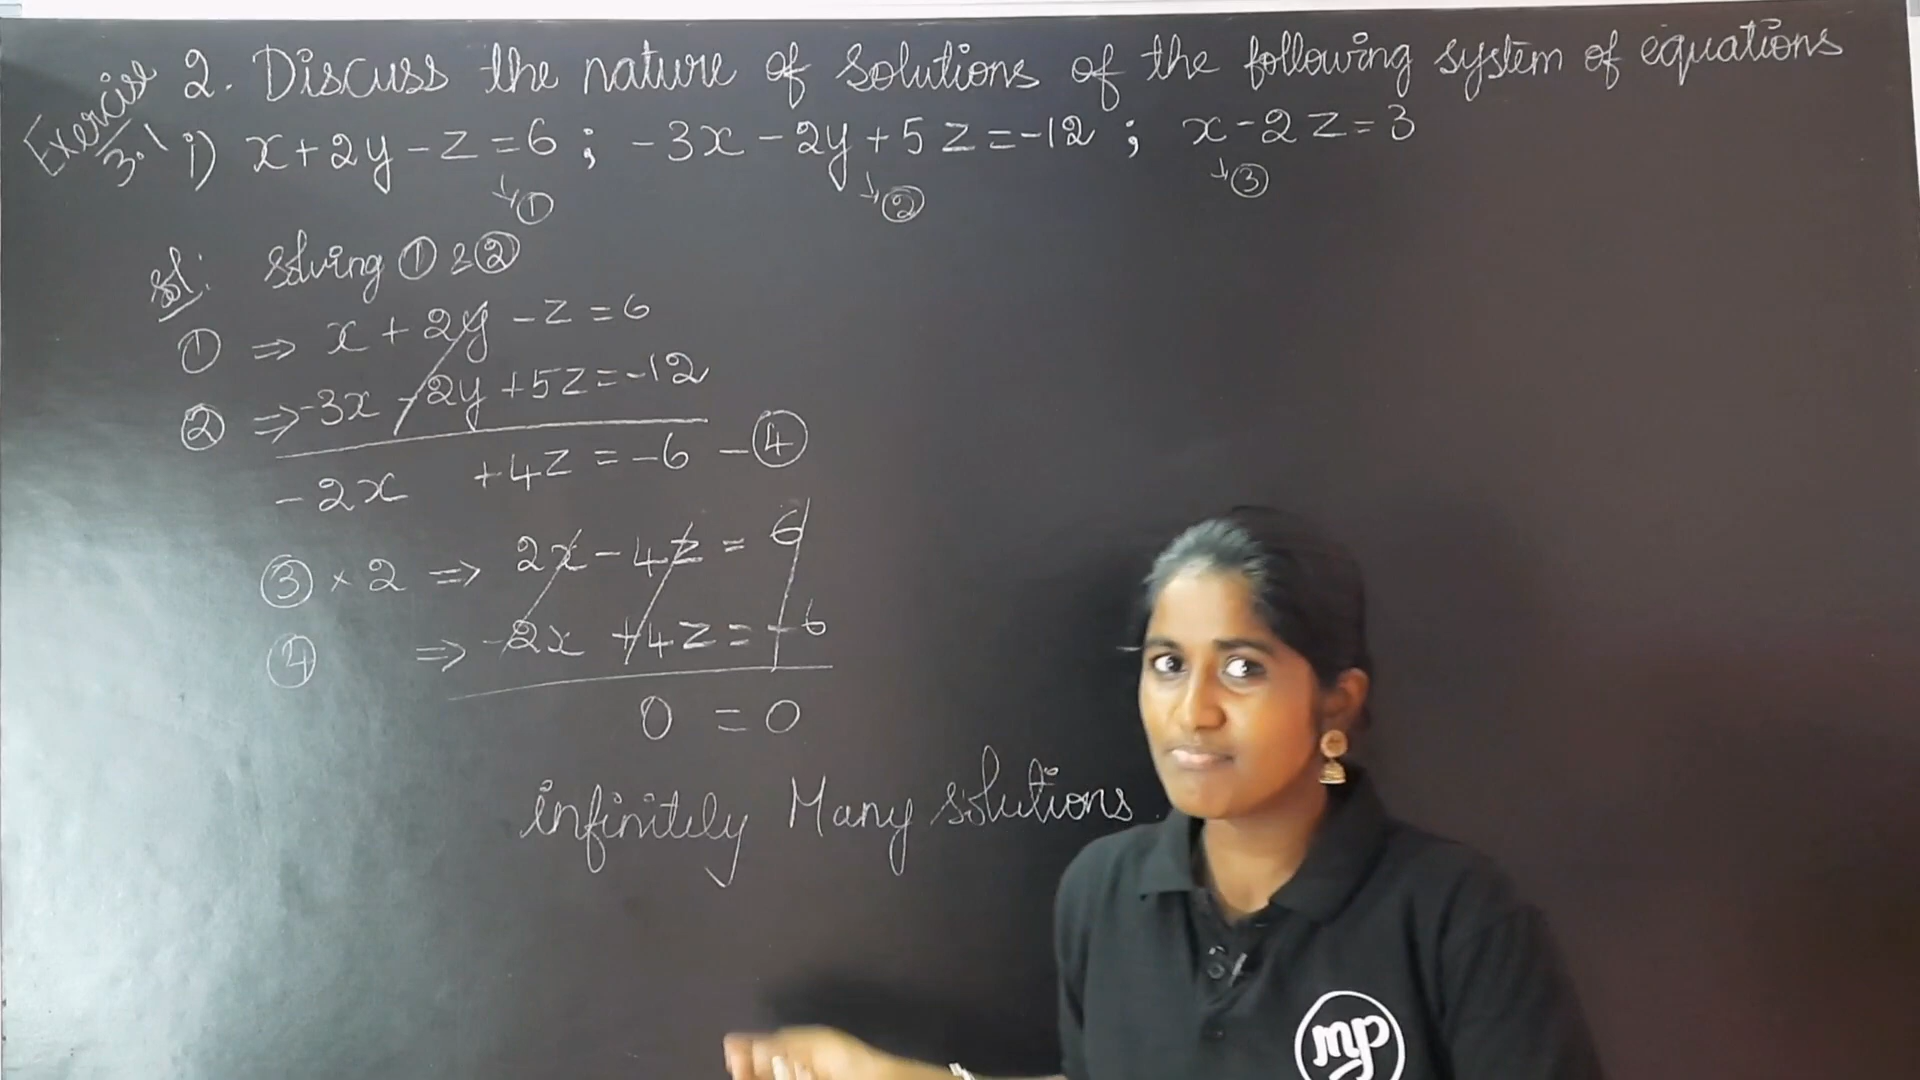 Exercise 3.1
2. Discuss the nature of solutions of the following system of equations
i) x+2y-z=6 ; -3x-2y+5z=-12 ; x-2z=3
↘① ↘② ↘③
Sol: Solving ① & ②
① ⇒ x+2y-z=6
② ⇒ -3x-2y+5z=-12
-2x +4z=-6 -④
③×2 ⇒ 2x-4z=6
④ ⇒ -2x+4z=-6
0 = 0
infinitely Many solutions
mp